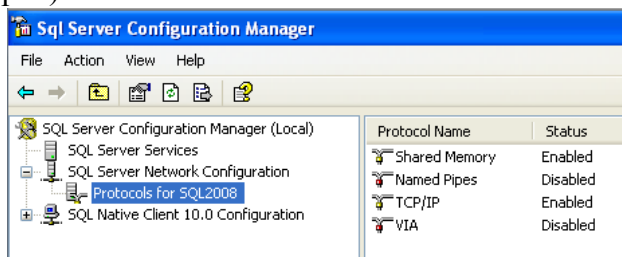 Sql Server Configuration Manager
File Action View Help
SQL Server Configuration Manager (Local)
SQL Server Services
SQL Server Network Configuration
Protocols for SQL2008
SQL Native Client 10.0 Configuration
Protocol Name Status
Shared Memory Enabled
Named Pipes Disabled
TCP/IP Enabled
VIA Disabled